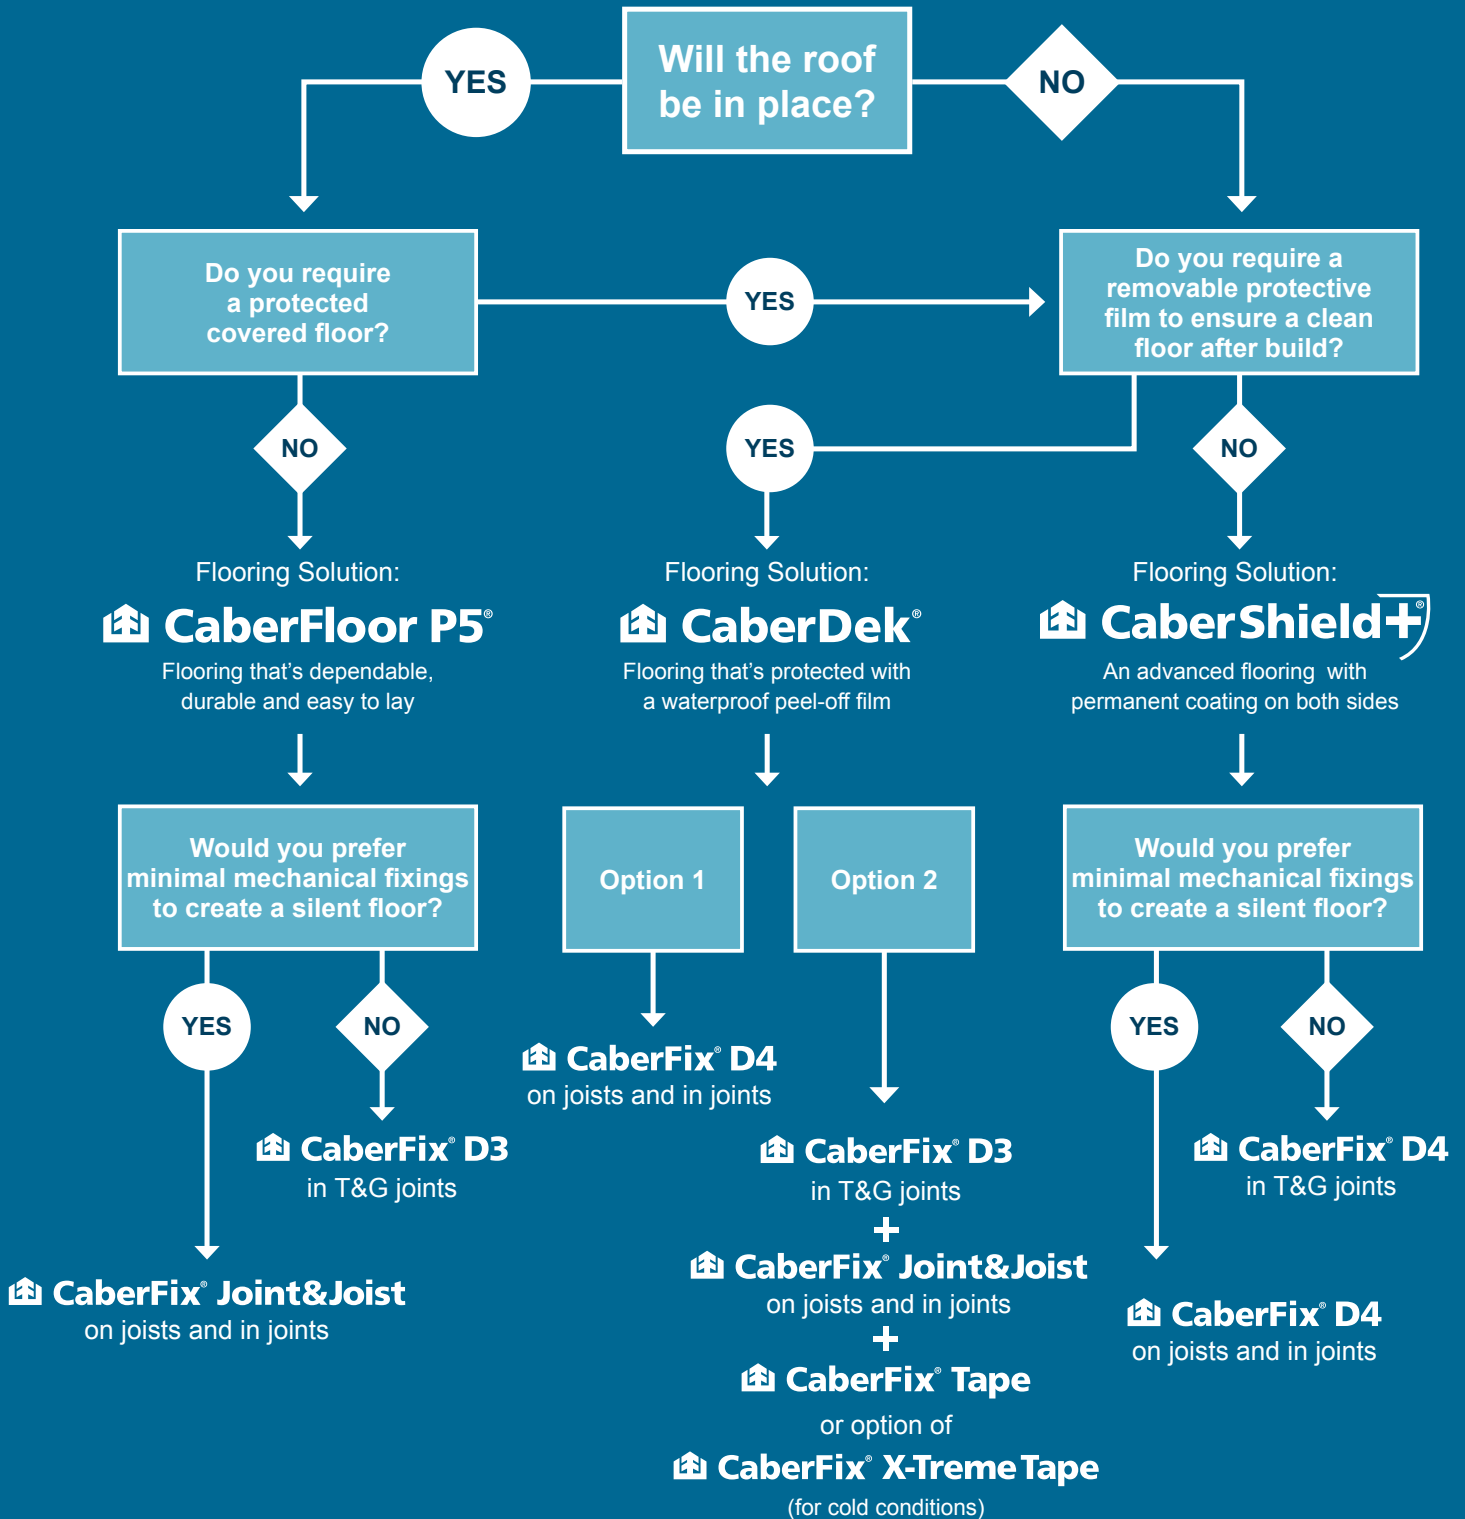 Will the roof
be in place?
YES
NO
Do you require
a protected
covered floor?
YES
Do you require a
removable protective
film to ensure a clean
floor after build?
NO
YES
NO
Flooring Solution:
CaberFloor P5®
Flooring that's dependable,
durable and easy to lay
Flooring Solution:
CaberDek®
Flooring that's protected with
a waterproof peel-off film
Flooring Solution:
CaberShield+®
An advanced flooring with
permanent coating on both sides
Would you prefer
minimal mechanical fixings
to create a silent floor?
Option 1
Option 2
Would you prefer
minimal mechanical fixings
to create a silent floor?
YES
NO
YES
NO
CaberFix® D4
on joists and in joints
CaberFix® D3
in T&G joints
CaberFix® D3
in T&G joints
CaberFix® D4
in T&G joints
+
CaberFix® Joint&Joist
on joists and in joints
CaberFix® Joint&Joist
on joists and in joints
+
CaberFix® D4
on joists and in joints
CaberFix® Tape
or option of
CaberFix® X-Treme Tape
(for cold conditions)